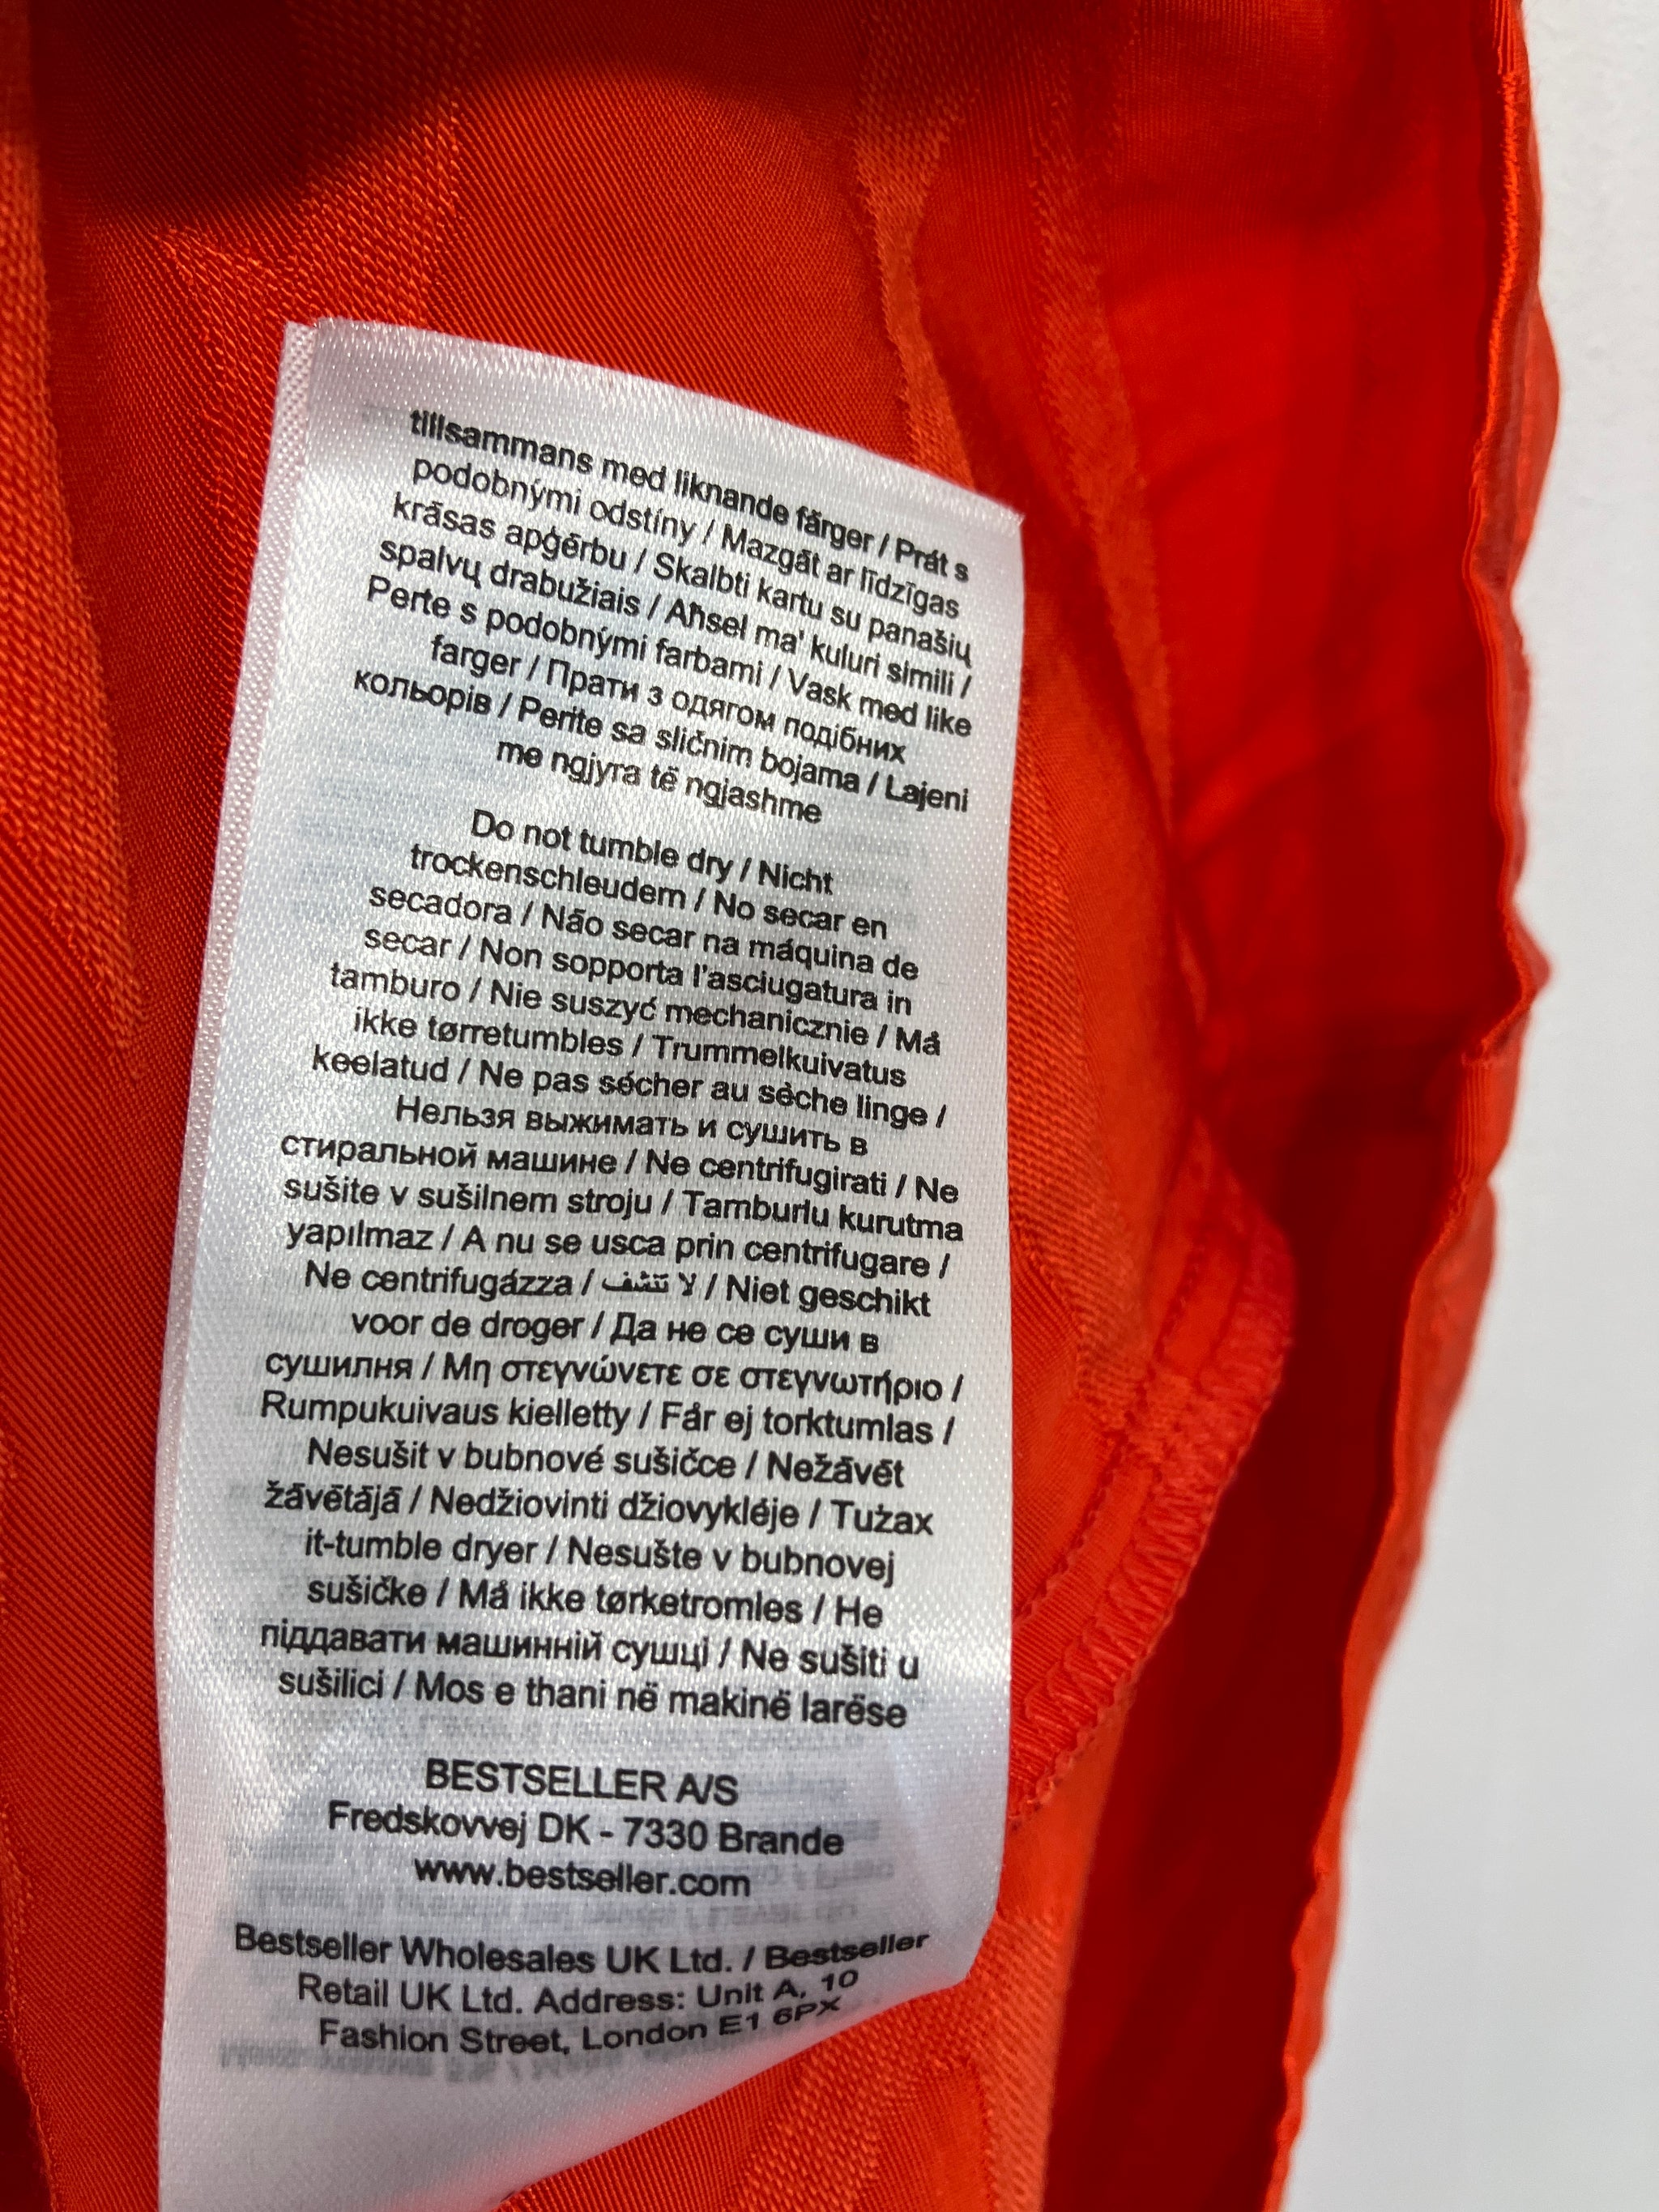 tillsammans med liknande färger / Prát s
podobnými odstíny / Mazgāt ar līdzīgas
krāsas apģērbu / Skalbti kartu su panašių
spalvų drabužiais / Aħsel ma' kuluri simili /
Perte s podobnými farbami / Vask med like
farger / Прати з одягом подібних
кольорів / Perite sa sličnim bojama / Lajeni
me ngjyra të ngjashme
Do not tumble dry / Nicht
trockenschleudern / No secar en
secadora / Não secar na máquina de
secar / Non sopporta l'asciugatura in
tamburo / Nie suszyć mechanicznie / Må
ikke tørretumbles / Trummelkuivatus
keelatud / Ne pas sécher au sèche linge /
Нельзя выжимать и сушить в
стиральной машине / Ne centrifugirati / Ne
sušite v sušilnem stroju / Tamburlu kurutma
yapılmaz / A nu se usca prin centrifugare /
Ne centrifugázza / لا تنشف / Niet geschikt
voor de droger / Да не се суши в
сушилня / Μη στεγνώνετε σε στεγνωτήριο /
Rumpukuivaus kielletty / Får ej torktumlas /
Nesušit v bubnové sušičce / Nežāvēt
žāvētājā / Nedžiovinti džiovyklėje / Tużax
it-tumble dryer / Nesušte v bubnovej
sušičke / Må ikke tørketromles / Не
піддавати машинній сушці / Ne sušiti u
sušilici / Mos e thani në makinë larëse
BESTSELLER A/S
Fredskovvej DK - 7330 Brande
www.bestseller.com
Bestseller Wholesales UK Ltd. / Bestseller
Retail UK Ltd. Address: Unit A, 10
Fashion Street, London E1 6PX